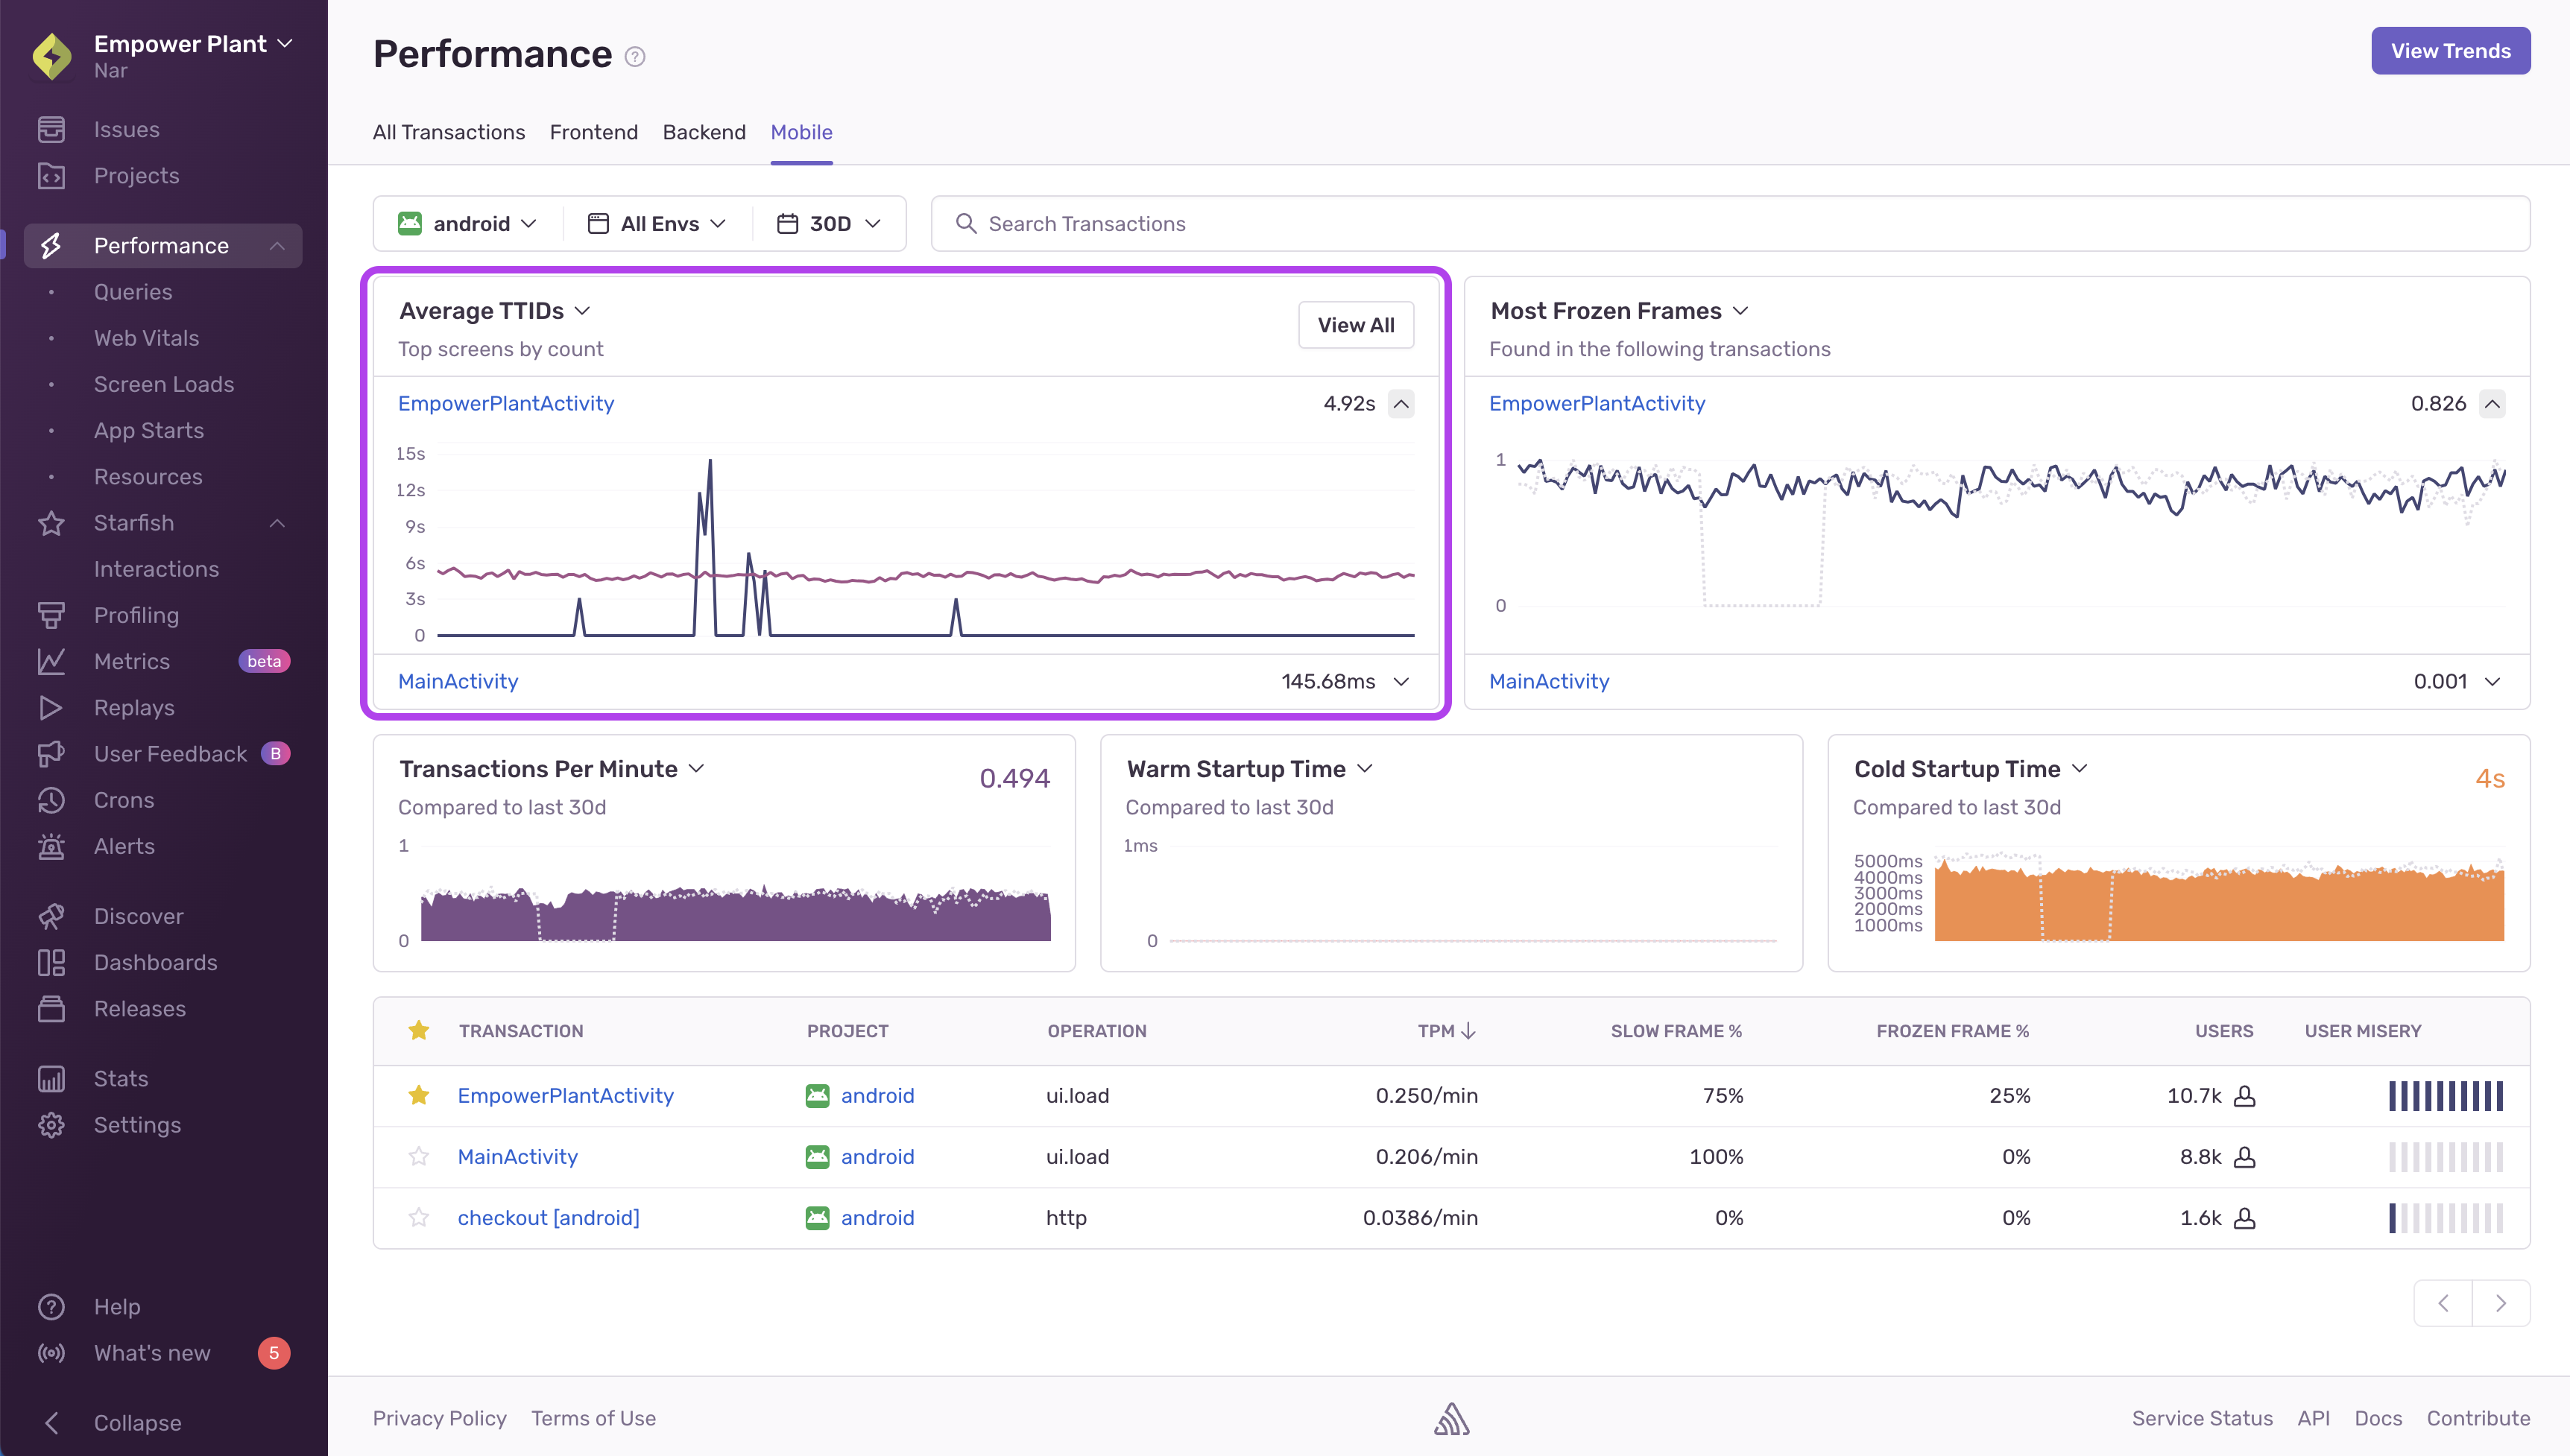 Empower Plant
Nar
Issues
Projects
Performance
Queries
Web Vitals
Screen Loads
App Starts
Resources
Starfish
Interactions
Profiling
Metrics beta
Replays
User Feedback B
Crons
Alerts
Discover
Dashboards
Releases
Stats
Settings
Help
What's new 5
Collapse
Performance ?
View Trends
All Transactions Frontend Backend Mobile
android All Envs 30D Search Transactions
Average TTIDs
View All
Top screens by count
EmpowerPlantActivity 4.92s
15s
12s
9s
6s
3s
0
MainActivity 145.68ms
Most Frozen Frames
Found in the following transactions
EmpowerPlantActivity 0.826
1
0
MainActivity 0.001
Transactions Per Minute 0.494
Compared to last 30d
1
0
Warm Startup Time
Compared to last 30d
1ms
0
Cold Startup Time 4s
Compared to last 30d
5000ms
4000ms
3000ms
2000ms
1000ms
TRANSACTION PROJECT OPERATION TPM SLOW FRAME % FROZEN FRAME % USERS USER MISERY
EmpowerPlantActivity android ui.load 0.250/min 75% 25% 10.7k
MainActivity android ui.load 0.206/min 100% 0% 8.8k
checkout [android] android http 0.0386/min 0% 0% 1.6k
Privacy Policy Terms of Use Service Status API Docs Contribute